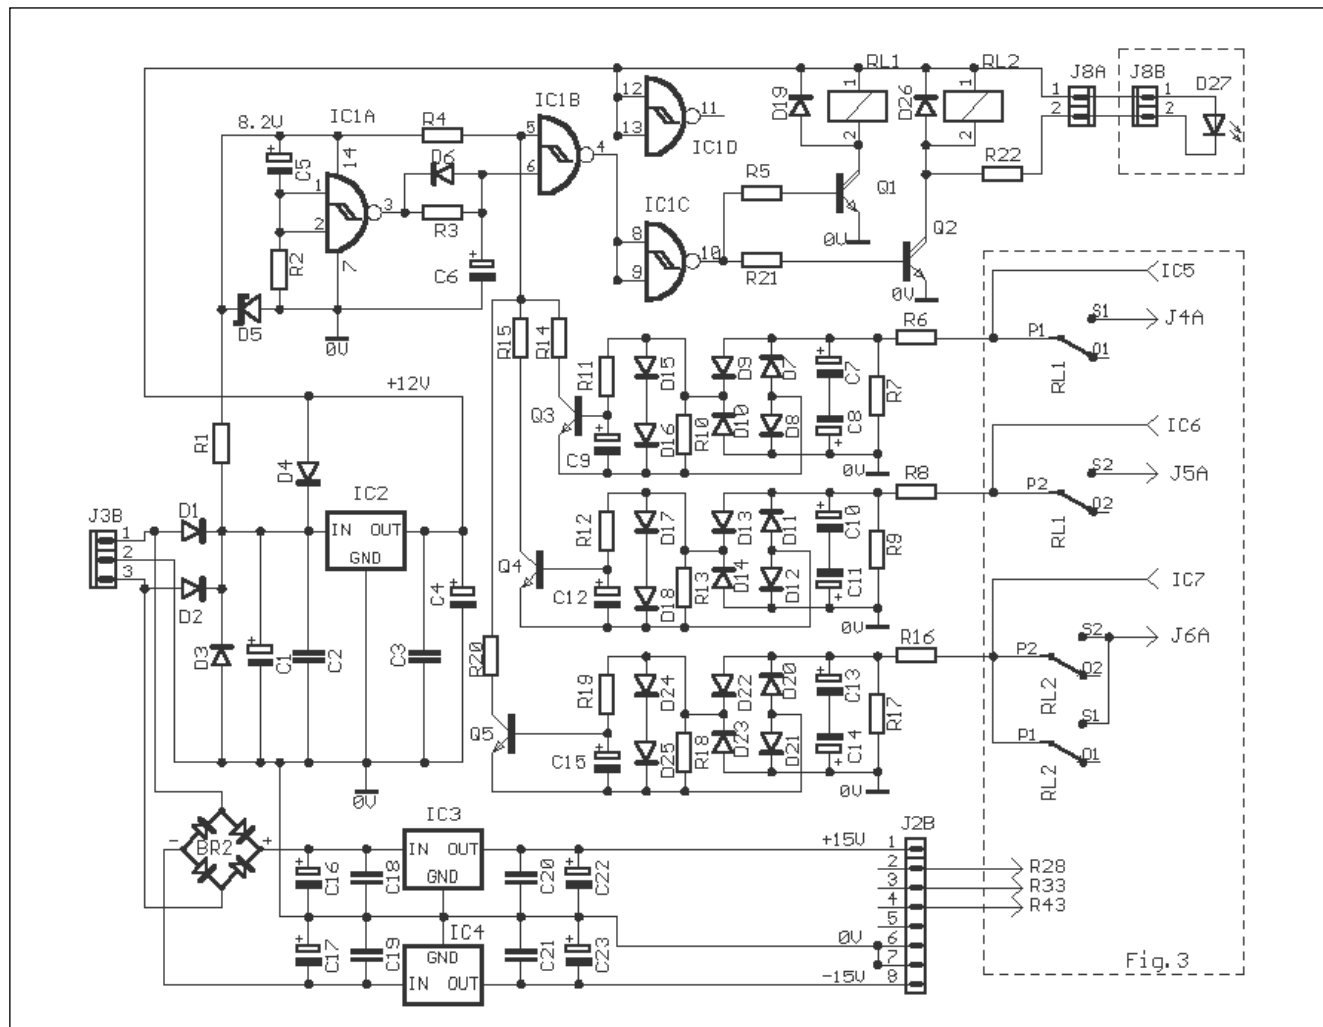 RL1
RL2
J8A
J8B
D27
D19
D26
1
2
1
2
1
2
1
2
12
13
11
IC1D
IC1B
5
6
4
8.2V
IC1A
R4
C5
14
D6
1
2
3
R3
7
R2
C6
D5
0V
IC1C
8
9
10
R5
R21
Q1
0V
Q2
0V
R22
IC5
S1
J4A
P1
O1
RL1
R6
R15
R14
R11
D15
D9
D7
C7
R7
Q3
C9
D16
R10
D10
D8
C8
0V
+12V
R1
D4
IC6
S2
J5A
P2
O2
RL1
R8
J3B
1
2
3
D1
D2
IC2
IN OUT
GND
R12
D17
D13
D11
C10
R9
Q4
C12
D18
R13
D14
D12
C11
0V
C4
D3
C1
C2
C3
0V
IC7
S2
J6A
P2
O2
RL2
S1
P1
O1
RL2
R16
R20
R19
D24
D22
D20
C13
R17
Q5
C15
D25
R18
D23
D21
C14
0V
IC3
IN OUT
GND
- BR2 +
C16
C18
C20
C22
+15V
J2B
1
2
3
4
5
6
7
8
R28
R33
R43
0V
IC4
GND
IN OUT
C17
C19
C21
C23
-15V
Fig.3